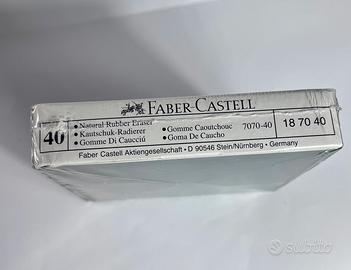 FABER-CASTELL
40
• Natural Rubber Eraser
• Kautschuk-Radierer • Gomme Caoutchouc 7070-40
• Gomme Di Caucciú • Goma De Caucho
18 70 40
Faber Castell Aktiengesellschaft • D 90546 Stein/Nürnberg • Germany
subito